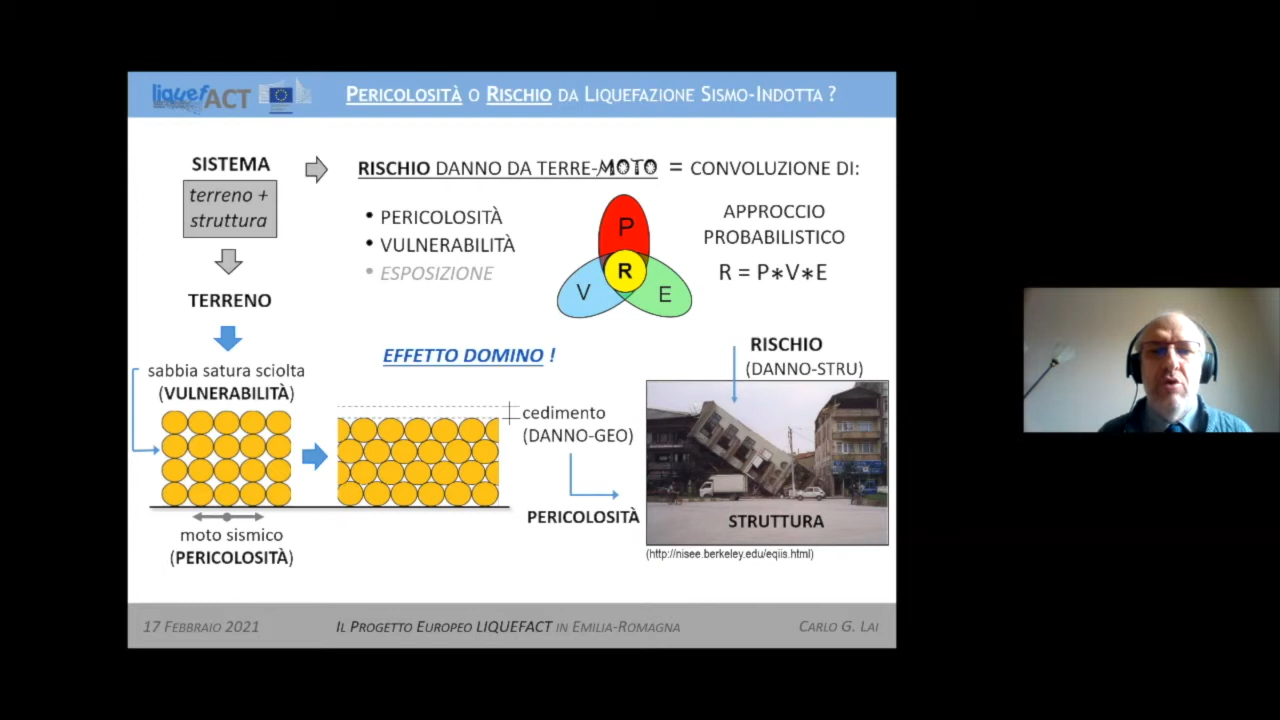 liquefACT
PERICOLOSITÀ O RISCHIO DA LIQUEFAZIONE SISMO-INDOTTA ?
SISTEMA
terreno +
struttura
TERRENO
sabbia satura sciolta
(VULNERABILITÀ)
moto sismico
(PERICOLOSITÀ)
RISCHIO DANNO DA TERRE-MOTO = CONVOLUZIONE DI:
• PERICOLOSITÀ
• VULNERABILITÀ
• ESPOSIZIONE
P
R
V
E
APPROCCIO
PROBABILISTICO
R = P∗V∗E
EFFETTO DOMINO !
cedimento
(DANNO-GEO)
PERICOLOSITÀ
RISCHIO
(DANNO-STRU)
STRUTTURA
(http://nisee.berkeley.edu/eqiis.html)
17 FEBBRAIO 2021
IL PROGETTO EUROPEO LIQUEFACT IN EMILIA-ROMAGNA
CARLO G. LAI